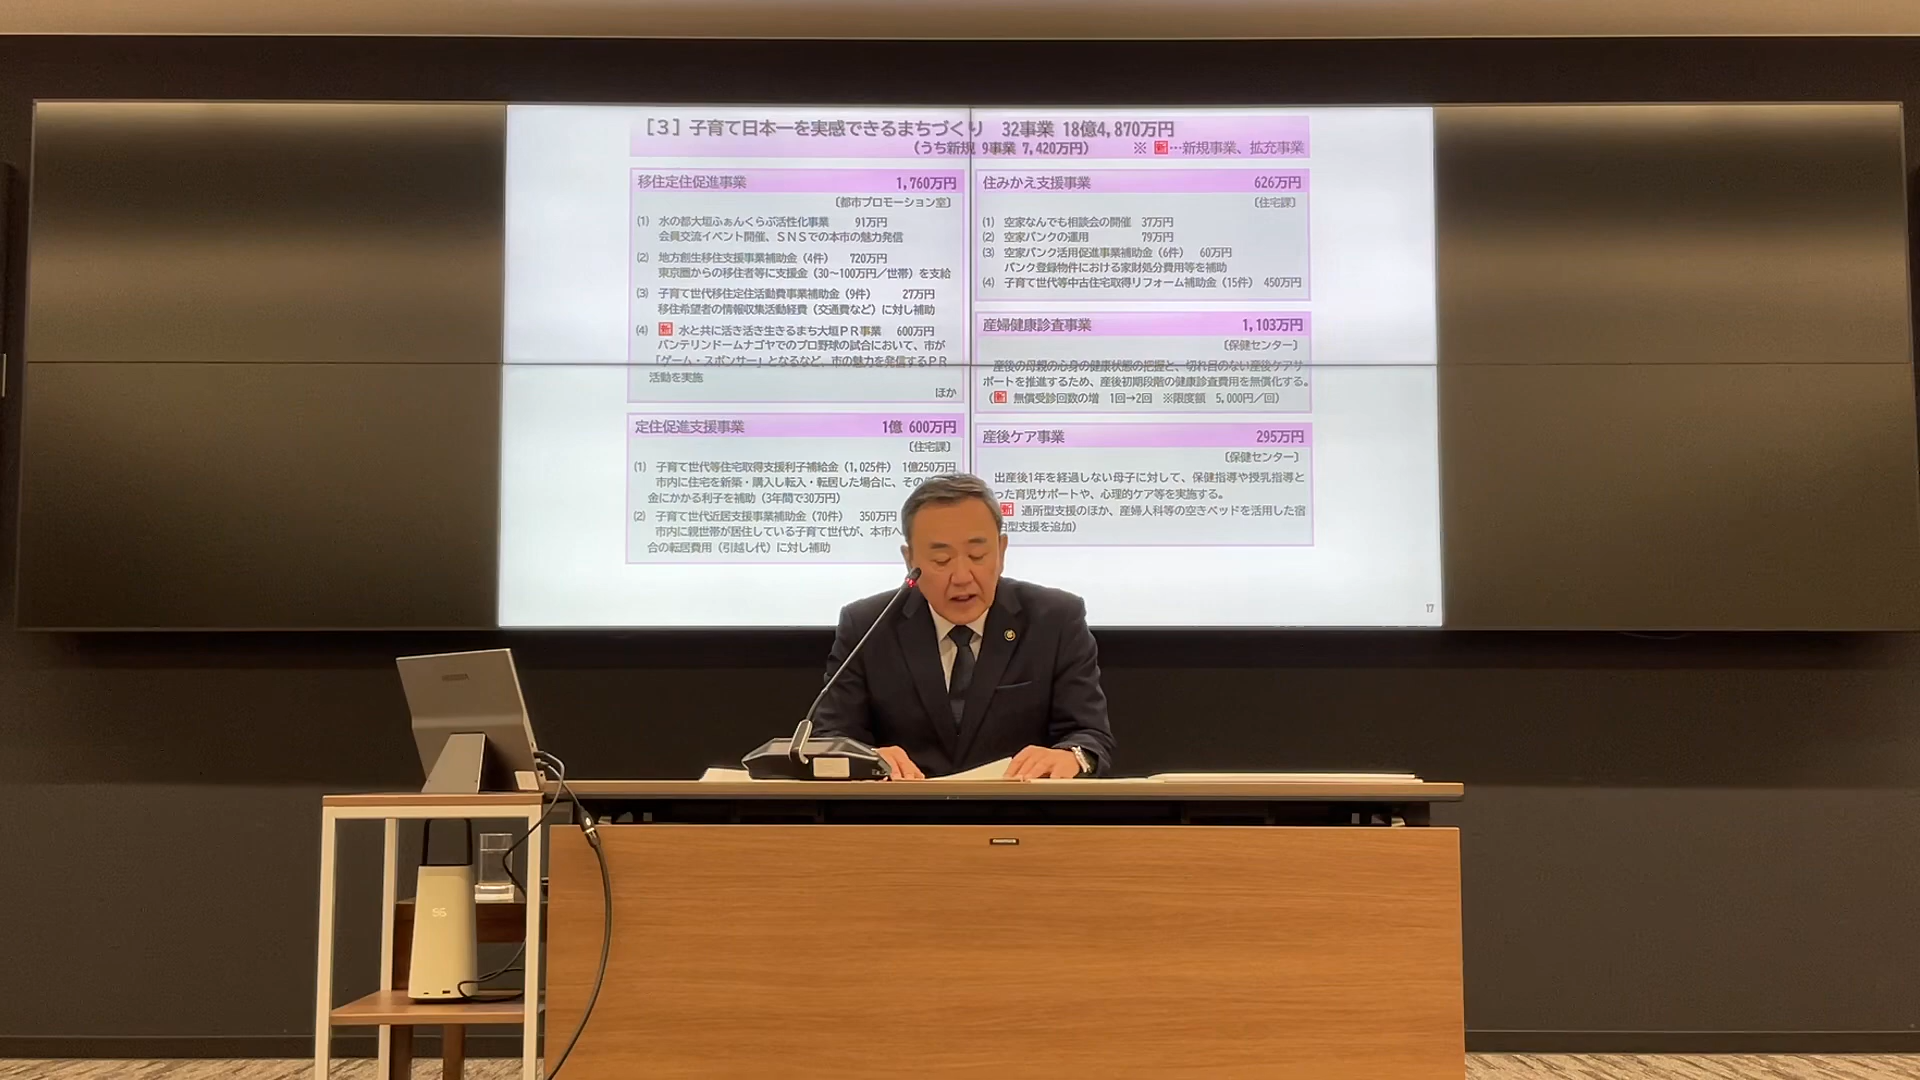 ［３］子育て日本一を実感できるまちづくり　32事業 18億4,870万円
（うち新規 9事業 7,420万円）　※ 新…新規事業、拡充事業
移住定住促進事業　1,760万円
〔都市プロモーション室〕
(1) 水の都大垣ふぁんくらぶ活性化事業　91万円
会員交流イベント開催、ＳＮＳでの本市の魅力発信
(2) 地方創生移住支援事業補助金（4件）　720万円
東京圏からの移住者等に支援金（30～100万円／世帯）を支給
(3) 子育て世代移住定住活動費事業補助金（9件）　27万円
移住希望者の情報収集活動経費（交通費など）に対し補助
(4) 新 水と共に活き活き生きるまち大垣ＰＲ事業　600万円
バンテリンドームナゴヤでのプロ野球の試合において、市が
「ゲーム・スポンサー」となるなど、市の魅力を発信するＰＲ
活動を実施
ほか
定住促進支援事業　1億 600万円
〔住宅課〕
(1) 子育て世代等住宅取得支援利子補給金（1,025件）　1億250万円
市内に住宅を新築・購入し転入・転居した場合に、その
金にかかる利子を補助（3年間で30万円）
(2) 子育て世代近居支援事業補助金（70件）　350万円
市内に親世帯が居住している子育て世代が、本市へ
合の転居費用（引越し代）に対し補助
住みかえ支援事業　626万円
〔住宅課〕
(1) 空家なんでも相談会の開催　37万円
(2) 空家バンクの運用　79万円
(3) 空家バンク活用促進事業補助金（6件）　60万円
バンク登録物件における家財処分費用等を補助
(4) 子育て世代等中古住宅取得リフォーム補助金（15件）　450万円
産婦健康診査事業　1,103万円
〔保健センター〕
産後の母親の心身の健康状態の把握と、切れ目のない産後ケアサ
ポートを推進するため、産後初期段階の健康診査費用を無償化する。
（新 無償受診回数の増　1回→2回　※限度額　5,000円／回）
産後ケア事業　295万円
〔保健センター〕
出産後1年を経過しない母子に対して、保健指導や授乳指導と
った育児サポートや、心理的ケア等を実施する。
新 通所型支援のほか、産婦人科等の空きベッドを活用した宿
泊型支援を追加）
17